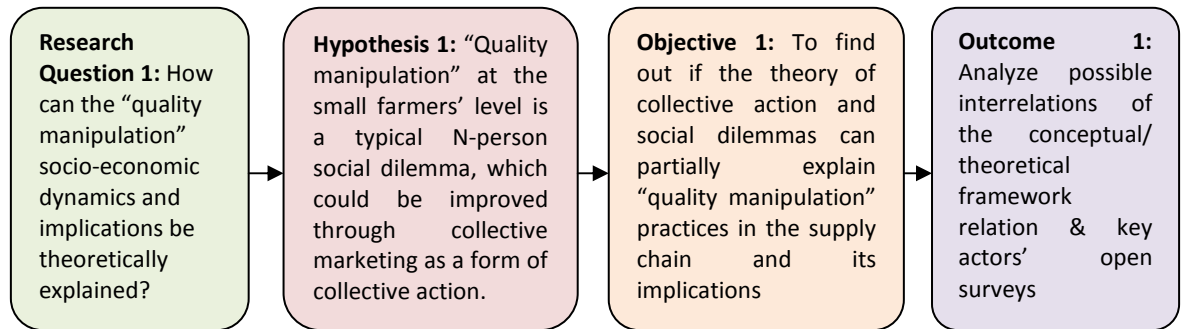 Research
Question 1: How
can the “quality
manipulation”
socio-economic
dynamics and
implications be
theoretically
explained?
Hypothesis 1: “Quality
manipulation” at the
small farmers’ level is
a typical N-person
social dilemma, which
could be improved
through collective
marketing as a form of
collective action.
Objective 1: To find
out if the theory of
collective action and
social dilemmas can
partially explain
“quality manipulation”
practices in the supply
chain and its
implications
Outcome 1:
Analyze possible
interrelations of
the conceptual/
theoretical
framework
relation & key
actors’ open
surveys